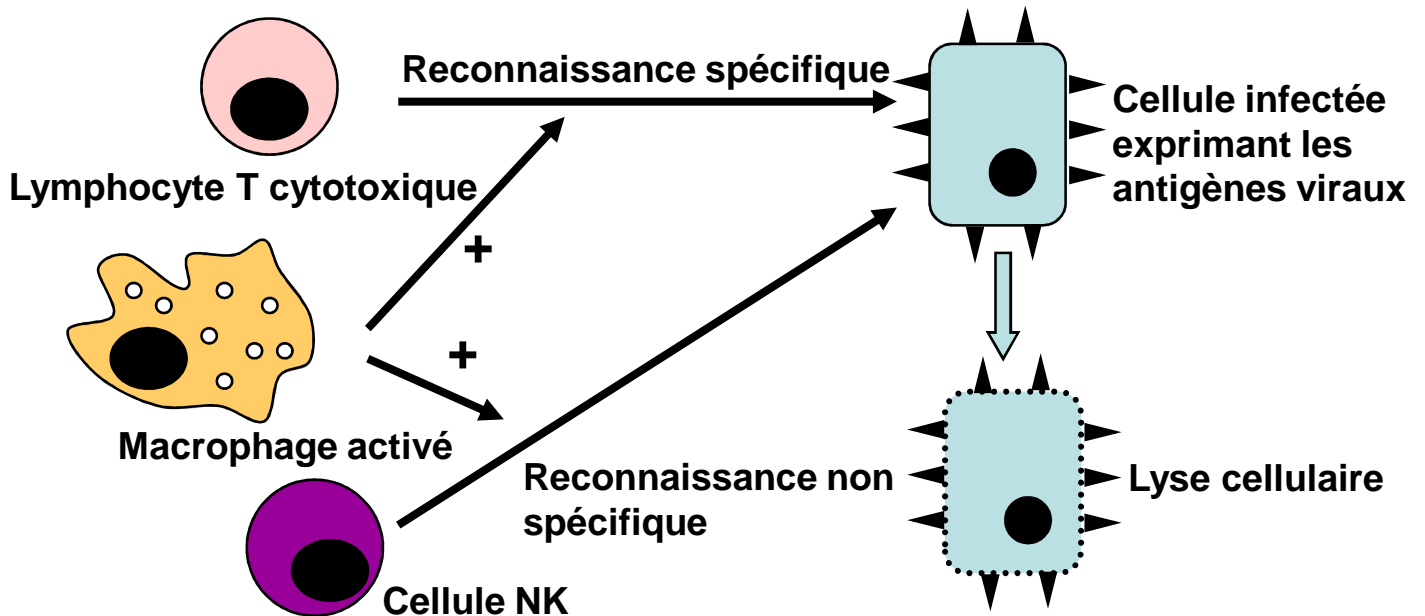 Reconnaissance spécifique
Cellule infectée
exprimant les
antigènes viraux
Lymphocyte T cytotoxique
+
+
Macrophage activé
Reconnaissance non
spécifique
Lyse cellulaire
Cellule NK